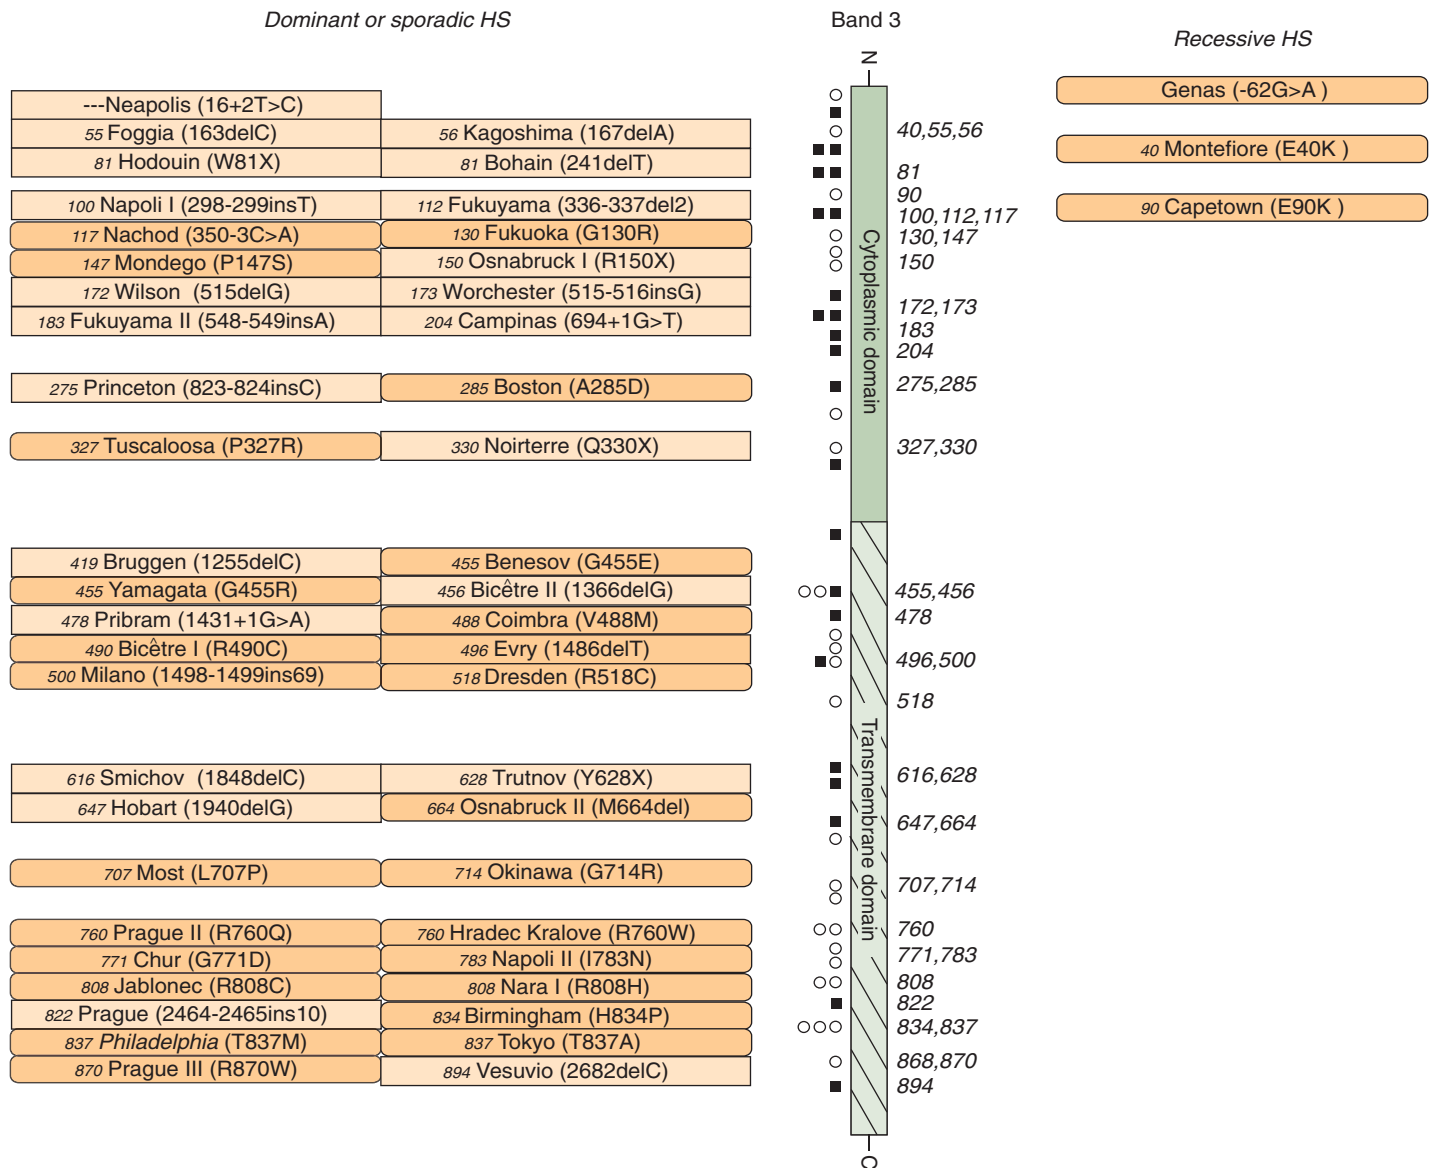 Dominant or sporadic HS
Band 3
Recessive HS
N
---Neapolis (16+2T>C)
Genas (-62G>A )
55 Foggia (163delC)
56 Kagoshima (167delA)
40,55,56
40 Montefiore (E40K )
81 Hodouin (W81X)
81 Bohain (241delT)
81
90
90 Capetown (E90K )
100 Napoli I (298-299insT)
112 Fukuyama (336-337del2)
100,112,117
117 Nachod (350-3C>A)
130 Fukuoka (G130R)
130,147
147 Mondego (P147S)
150 Osnabruck I (R150X)
150
172 Wilson (515delG)
173 Worchester (515-516insG)
172,173
183 Fukuyama II (548-549insA)
204 Campinas (694+1G>T)
183
204
Cytoplasmic domain
275 Princeton (823-824insC)
285 Boston (A285D)
275,285
327 Tuscaloosa (P327R)
330 Noirterre (Q330X)
327,330
419 Bruggen (1255delC)
455 Benesov (G455E)
455 Yamagata (G455R)
456 Bicêtre II (1366delG)
455,456
478 Pribram (1431+1G>A)
488 Coimbra (V488M)
478
490 Bicêtre I (R490C)
496 Evry (1486delT)
496,500
500 Milano (1498-1499ins69)
518 Dresden (R518C)
518
Transmembrane domain
616 Smichov (1848delC)
628 Trutnov (Y628X)
616,628
647 Hobart (1940delG)
664 Osnabruck II (M664del)
647,664
707 Most (L707P)
714 Okinawa (G714R)
707,714
760 Prague II (R760Q)
760 Hradec Kralove (R760W)
760
771 Chur (G771D)
783 Napoli II (I783N)
771,783
808 Jablonec (R808C)
808 Nara I (R808H)
808
822 Prague (2464-2465ins10)
834 Birmingham (H834P)
822
834,837
837 Philadelphia (T837M)
837 Tokyo (T837A)
870 Prague III (R870W)
894 Vesuvio (2682delC)
868,870
894
C